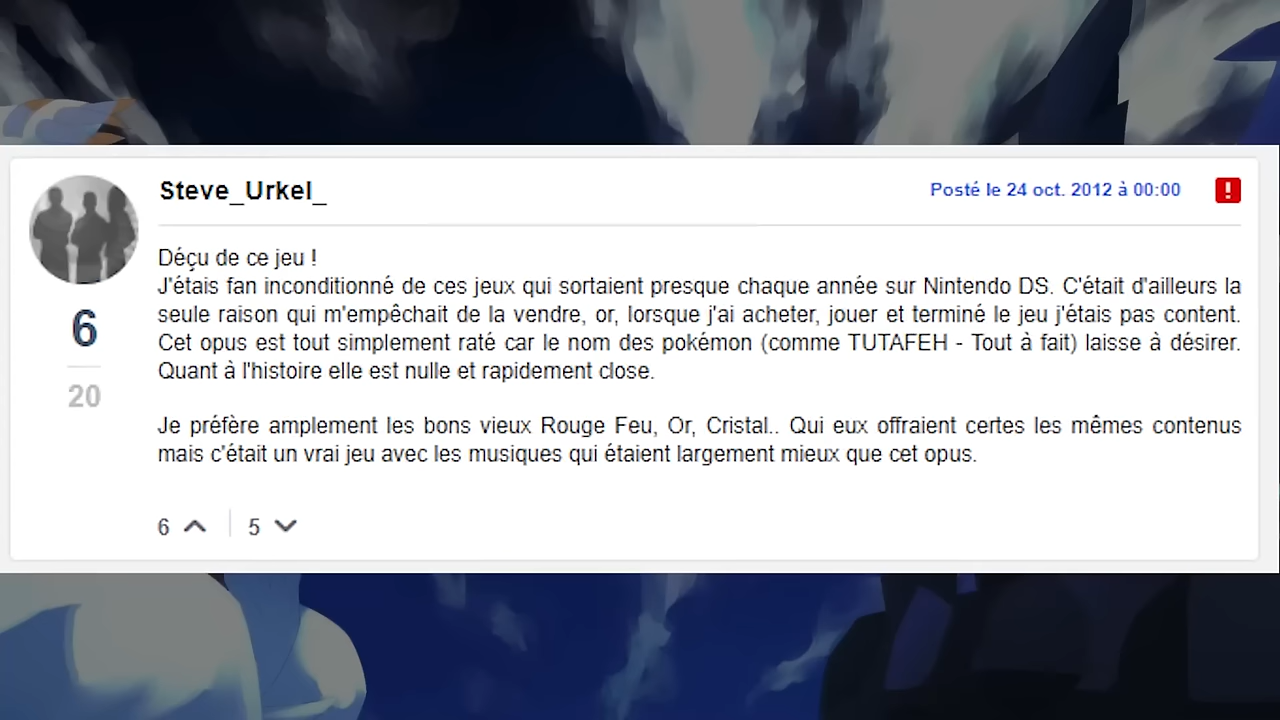 Steve_Urkel_
Posté le 24 oct. 2012 à 00:00
!
6
20
Déçu de ce jeu !
J'étais fan inconditionné de ces jeux qui sortaient presque chaque année sur Nintendo DS. C'était d'ailleurs la
seule raison qui m'empêchait de la vendre, or, lorsque j'ai acheter, jouer et terminé le jeu j'étais pas content.
Cet opus est tout simplement raté car le nom des pokémon (comme TUTAFEH - Tout à fait) laisse à désirer.
Quant à l'histoire elle est nulle et rapidement close.
Je préfère amplement les bons vieux Rouge Feu, Or, Cristal.. Qui eux offraient certes les mêmes contenus
mais c'était un vrai jeu avec les musiques qui étaient largement mieux que cet opus.
6
5